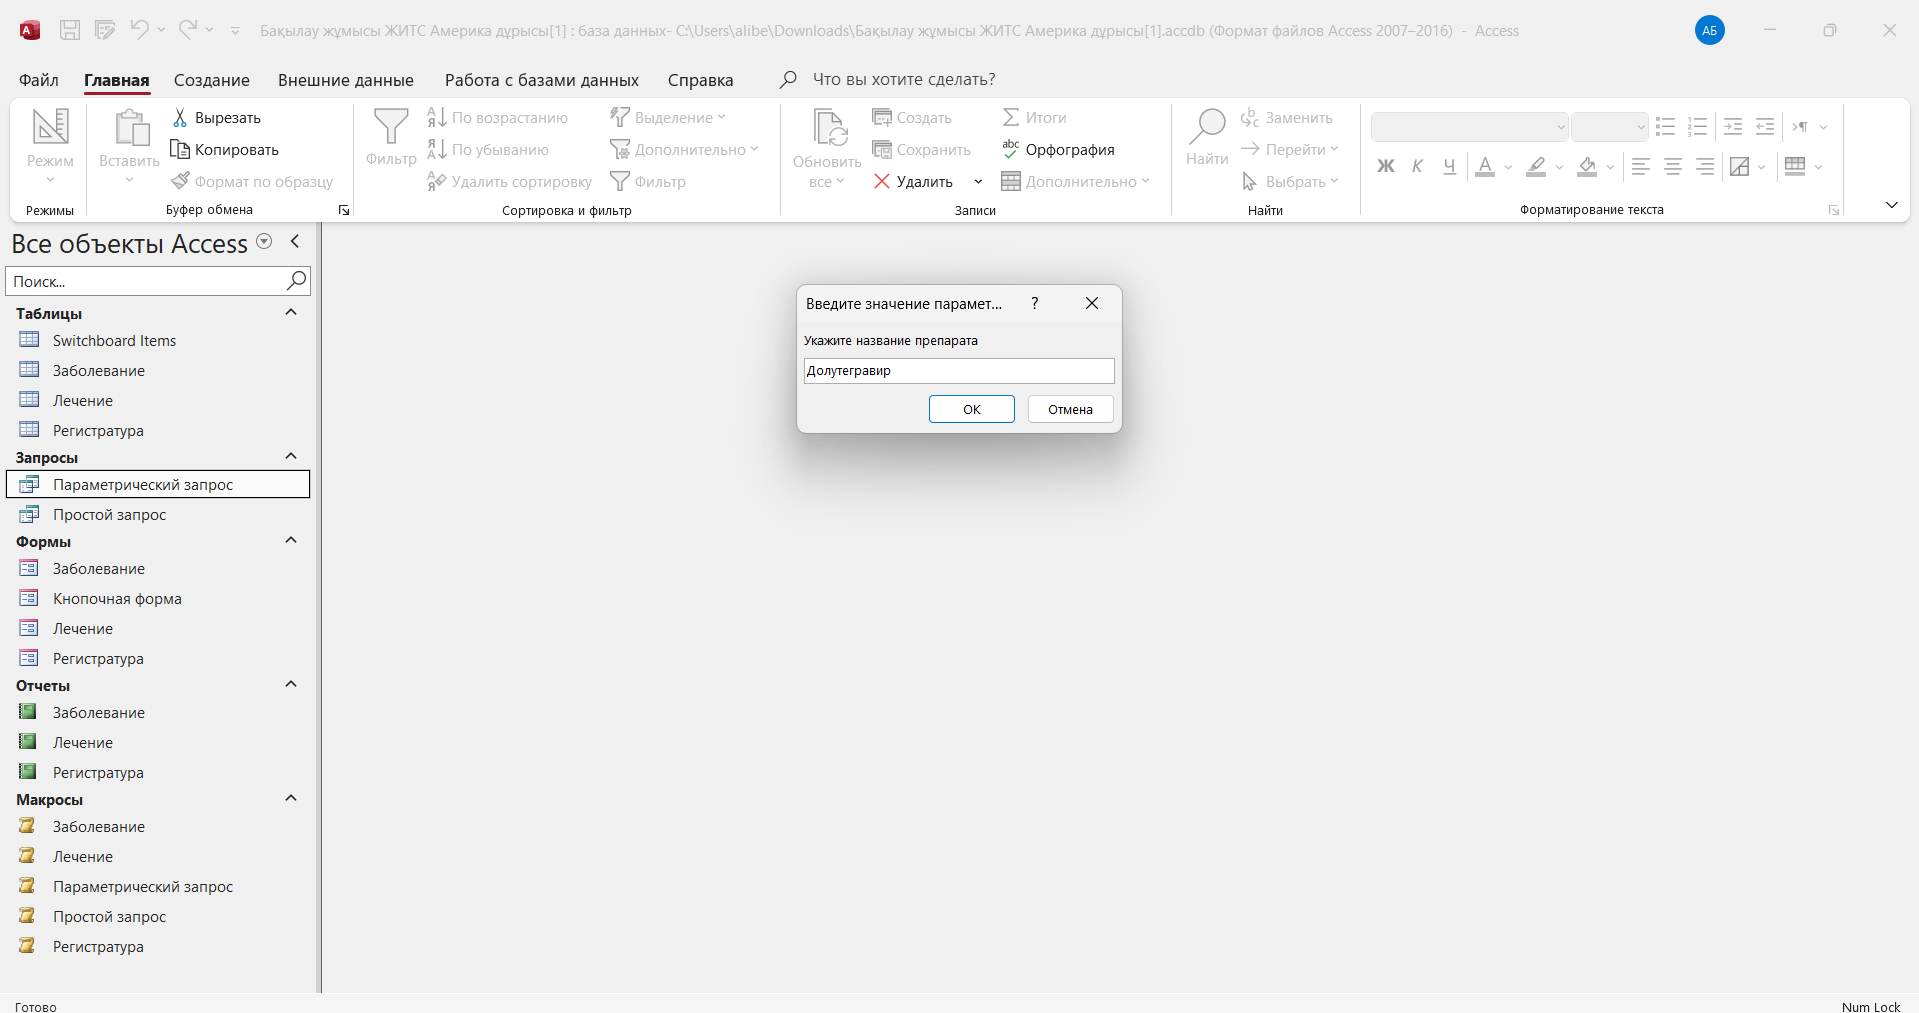 Бақылау жұмысы ЖИТС Америка дұрысы[1] : база данных- C:\Users\alibe\Downloads\Бақылау жұмысы ЖИТС Америка дұрысы[1].accdb (Формат файлов Access 2007–2016) - Access
АБ
Файл Главная Создание Внешние данные Работа с базами данных Справка Что вы хотите сделать?
Режим
Режимы
Вставить
Вырезать
Копировать
Формат по образцу
Буфер обмена
Фильтр
По возрастанию
По убыванию
Удалить сортировку
Выделение
Дополнительно
Фильтр
Сортировка и фильтр
Обновить
все
Создать
Сохранить
Удалить
Итоги
Орфография
Дополнительно
Записи
Найти
Заменить
Перейти
Выбрать
Найти
Ж К Ч А
Форматирование текста
Все объекты Access
Поиск...
Таблицы
Switchboard Items
Заболевание
Лечение
Регистратура
Запросы
Параметрический запрос
Простой запрос
Формы
Заболевание
Кнопочная форма
Лечение
Регистратура
Отчеты
Заболевание
Лечение
Регистратура
Макросы
Заболевание
Лечение
Параметрический запрос
Простой запрос
Регистратура
Введите значение парамет... ?
Укажите название препарата
Долутегравир
ОК Отмена
Готово
Num Lock